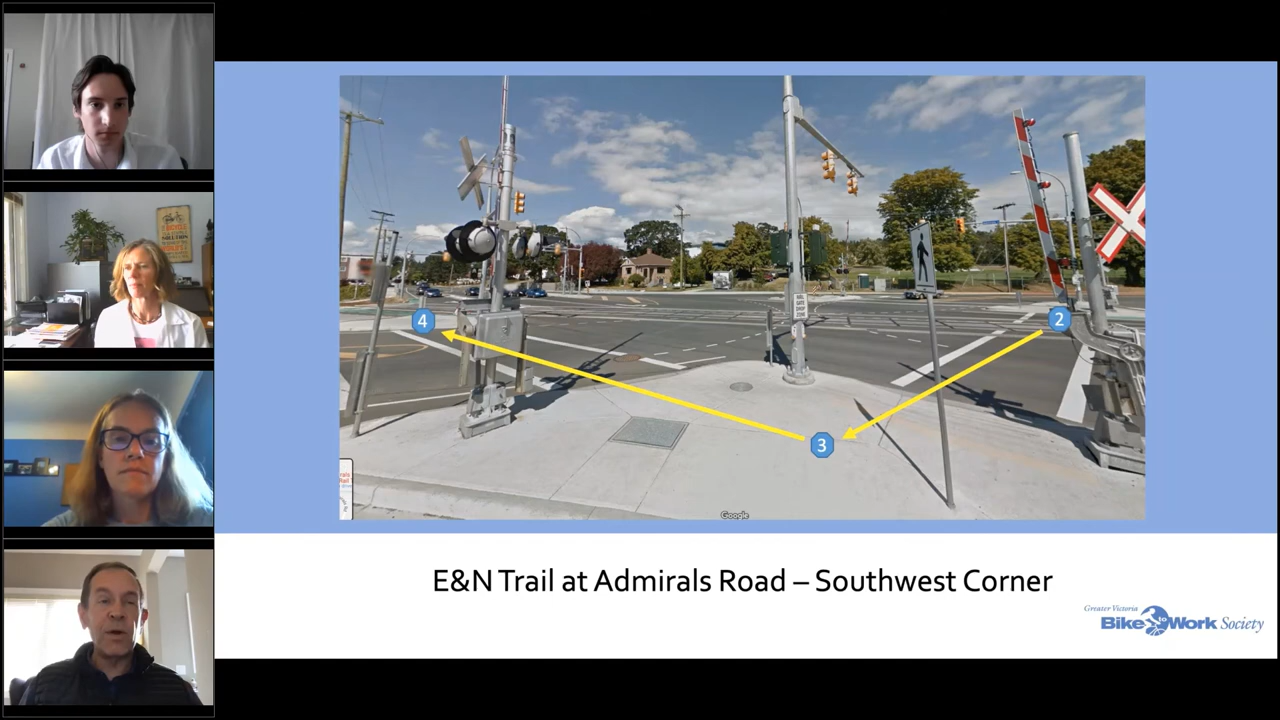 4
2
3
Google
E&N Trail at Admirals Road – Southwest Corner
Greater Victoria
Bike to Work Society